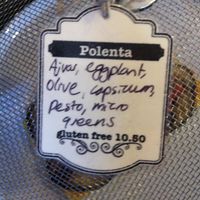 Polenta
Ajvar, eggplant,
Olive, capsicum,
pesto, micro
greens
gluten free 10.50